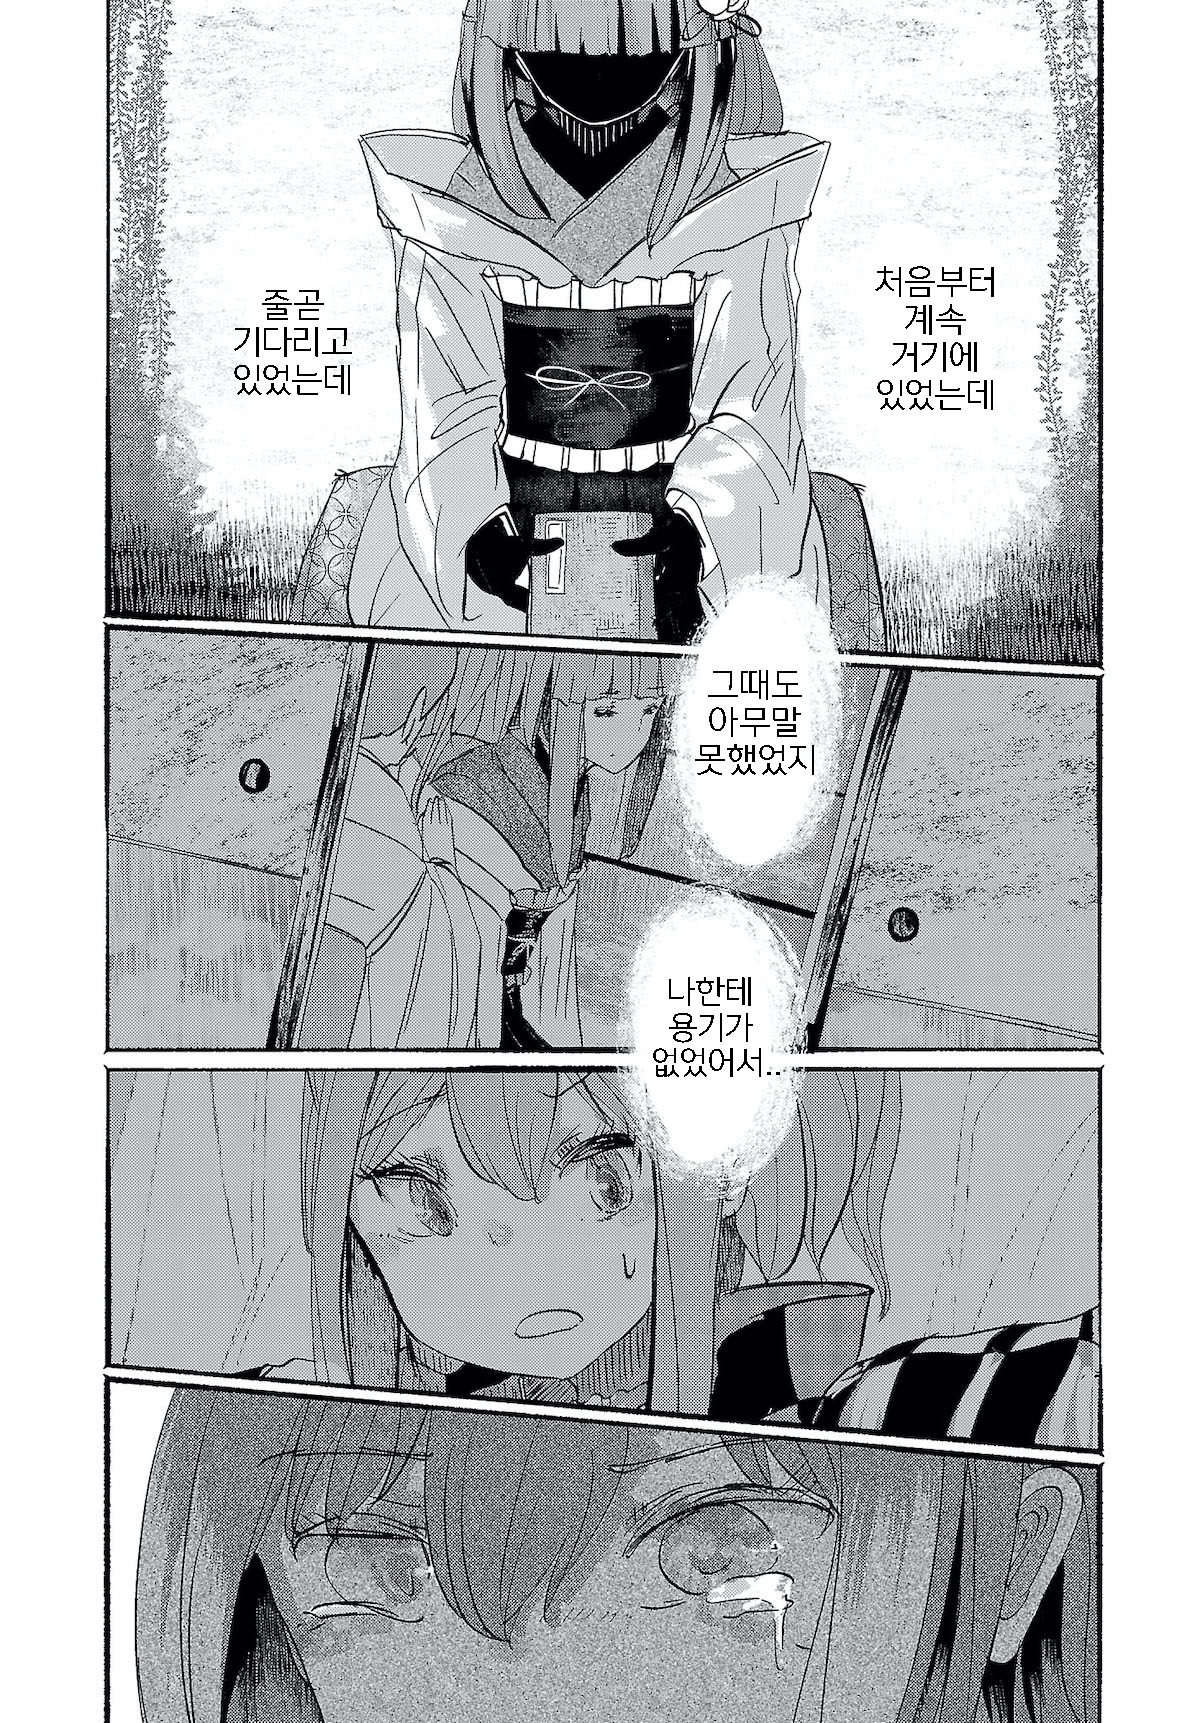 처음부터
계속
거기에
있었는데
줄곧
기다리고
있었는데
그때도
아무말
못했었지
나한테
용기가
없었어서..